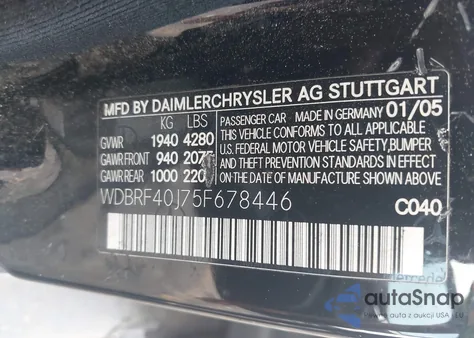 MFD BY DAIMLERCHRYSLER AG STUTTGART
KG LBS PASSENGER CAR MADE IN GERMANY 01/05
GVWR 1940 4280 THIS VEHICLE CONFORMS TO ALL APPLICABLE
GAWR FRONT 940 2072 U.S. FEDERAL MOTOR VEHICLE SAFETY, BUMPER
GAWR REAR 1000 220 AND THEFT PREVENTION STANDARDS IN EFFECT
ON THE DATE OF MANUFACTURE SHOWN ABOVE
WDBRF40J75F678446
C040
autoSnap